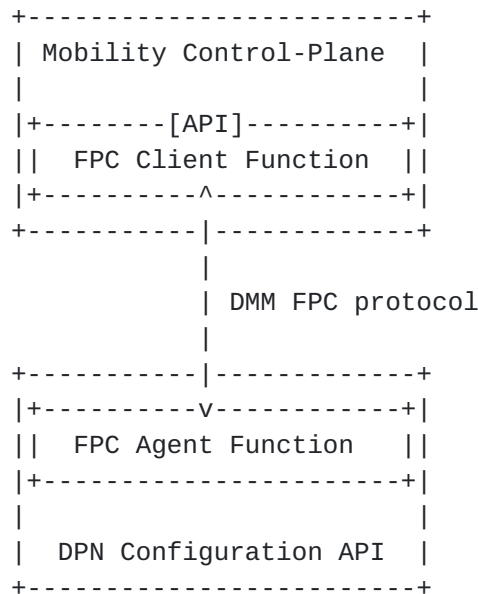 Mobility Control-Plane
[API]
FPC Client Function
DMM FPC protocol
FPC Agent Function
DPN Configuration API